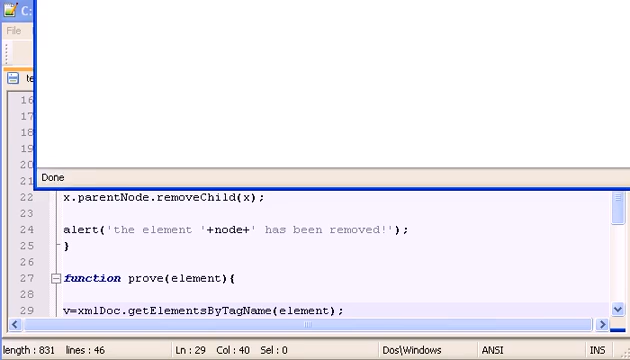 C:
File
te
16
17
18
19
20
21
Done
22 x.parentNode.removeChild(x);
23
24 alert('the element '+node+' has been removed!');
25 }
26
27 function prove(element){
28
29 v=xmlDoc.getElementsByTagName(element);
length : 831 lines : 46 Ln : 29 Col : 40 Sel : 0 Dos\Windows ANSI INS